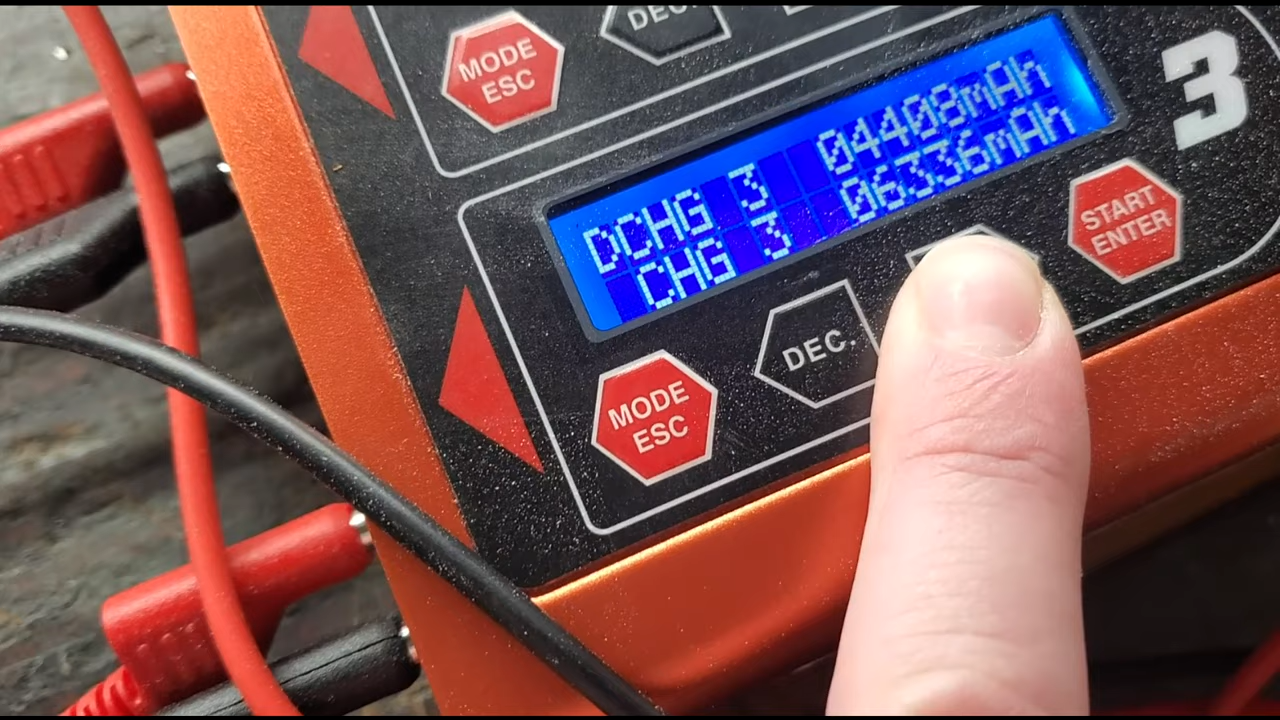 MODE
ESC
DEC.
DCHG 3 04408mAh
CHG 3 06336mAh
3
MODE
ESC
DEC.
START
ENTER